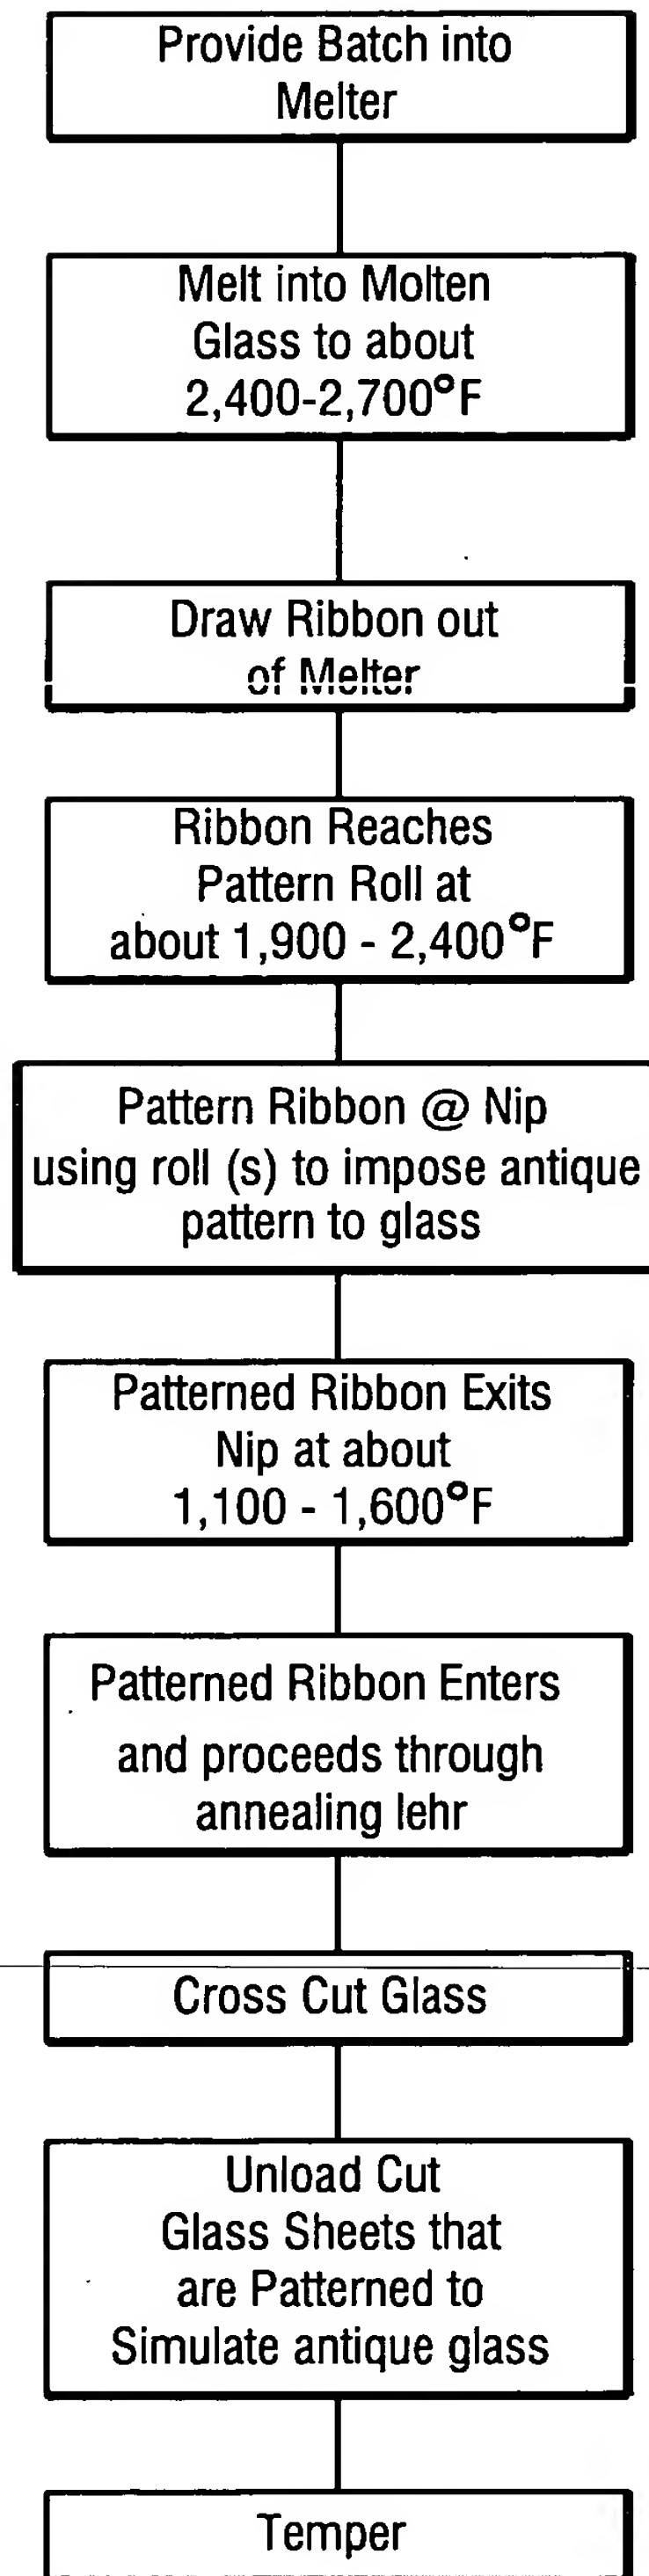 Provide Batch into
Melter
Melt into Molten
Glass to about
2,400-2,700°F
Draw Ribbon out
of Melter
Ribbon Reaches
Pattern Roll at
about 1,900 - 2,400°F
Pattern Ribbon @ Nip
using roll (s) to impose antique
pattern to glass
Patterned Ribbon Exits
Nip at about
1,100 - 1,600°F
Patterned Ribbon Enters
and proceeds through
annealing lehr
Cross Cut Glass
Unload Cut
Glass Sheets that
are Patterned to
Simulate antique glass
Temper